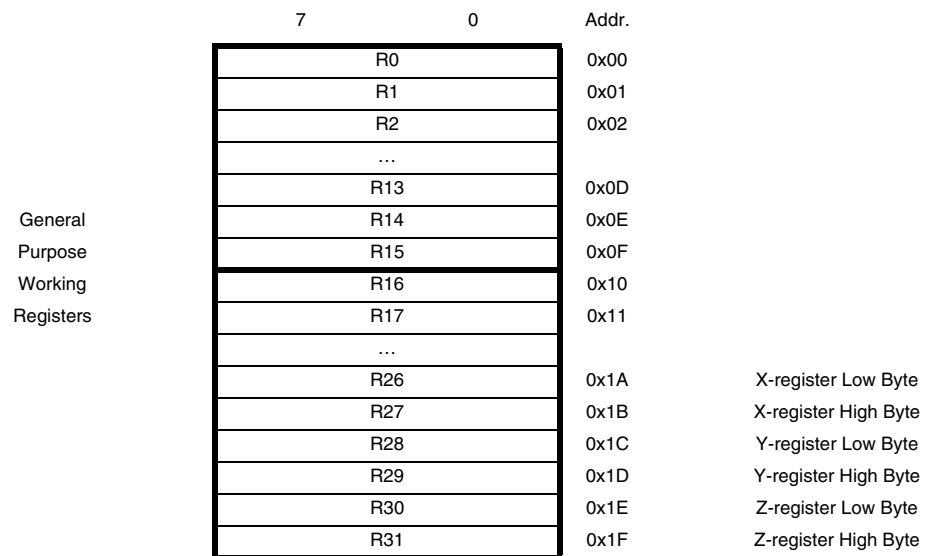 7 0 Addr.
R0 0x00
R1 0x01
R2 0x02
…
R13 0x0D
General R14 0x0E
Purpose R15 0x0F
Working R16 0x10
Registers R17 0x11
…
R26 0x1A X-register Low Byte
R27 0x1B X-register High Byte
R28 0x1C Y-register Low Byte
R29 0x1D Y-register High Byte
R30 0x1E Z-register Low Byte
R31 0x1F Z-register High Byte